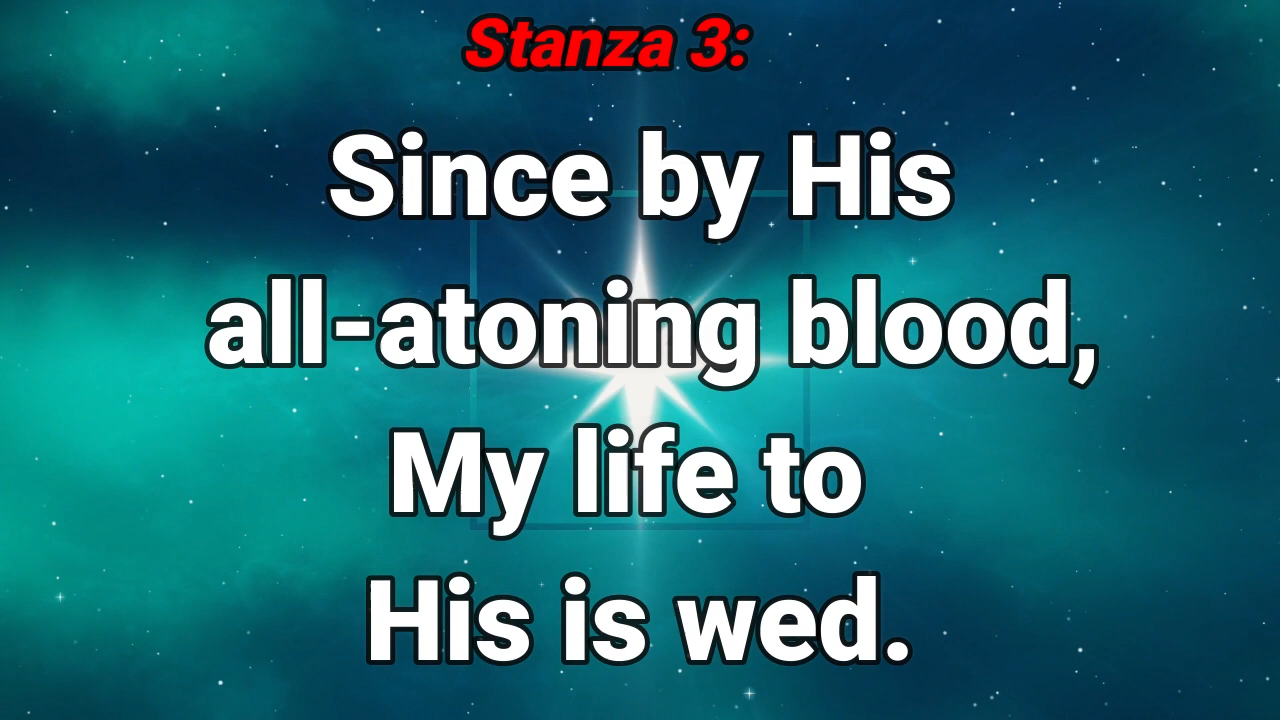 Stanza 3:
Since by His
all-atoning blood,
My life to
His is wed.